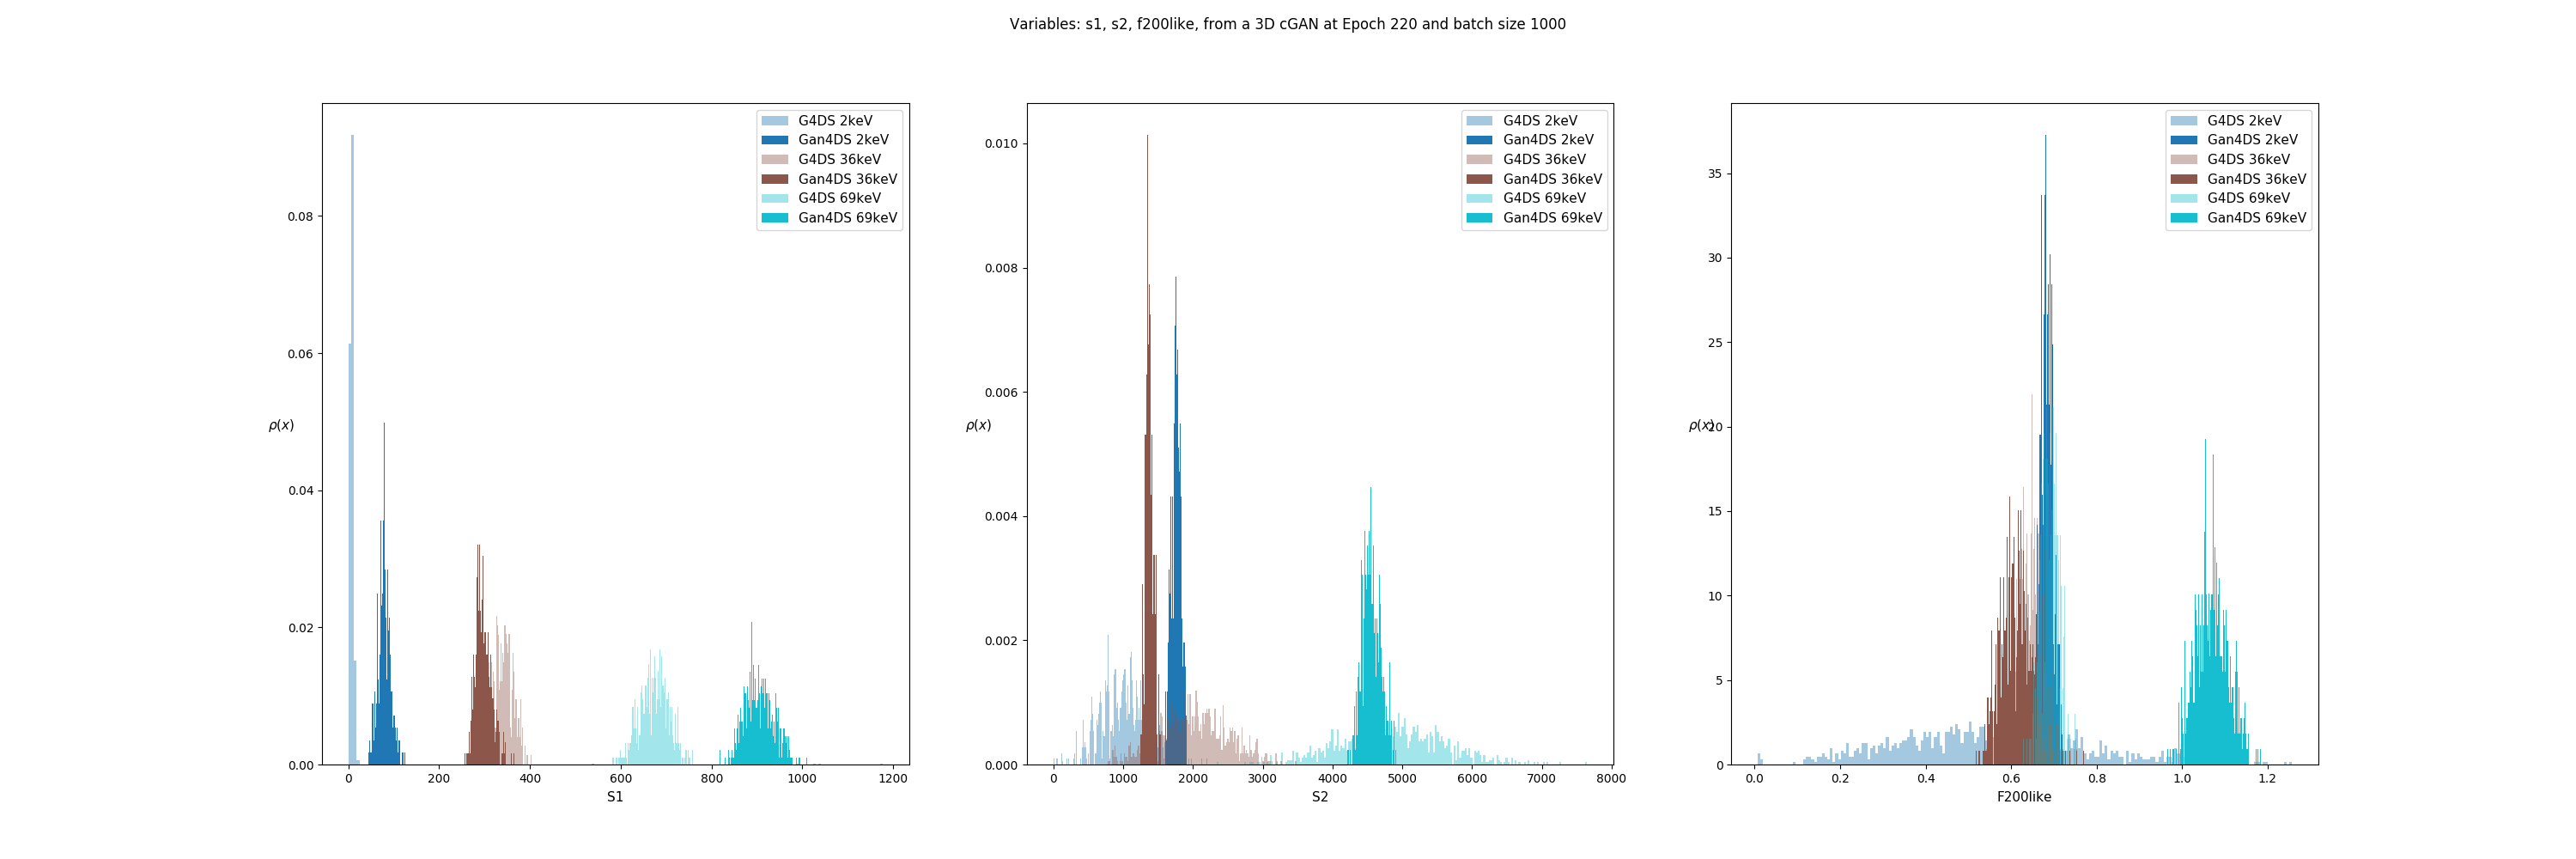 Variables: s1, s2, f200like, from a 3D cGAN at Epoch 220 and batch size 1000
G4DS 2keV
Gan4DS 2keV
G4DS 36keV
Gan4DS 36keV
G4DS 69keV
Gan4DS 69keV
0.08
0.06
ρ(x)
0.04
0.02
0.00
0
200
400
600
800
1000
1200
S1
G4DS 2keV
Gan4DS 2keV
G4DS 36keV
Gan4DS 36keV
G4DS 69keV
Gan4DS 69keV
0.010
0.008
0.006
ρ(x)
0.004
0.002
0.000
0
1000
2000
3000
4000
5000
6000
7000
8000
S2
G4DS 2keV
Gan4DS 2keV
G4DS 36keV
Gan4DS 36keV
G4DS 69keV
Gan4DS 69keV
35
30
25
ρ(x)
20
15
10
5
0
0.0
0.2
0.4
0.6
0.8
1.0
1.2
F200like